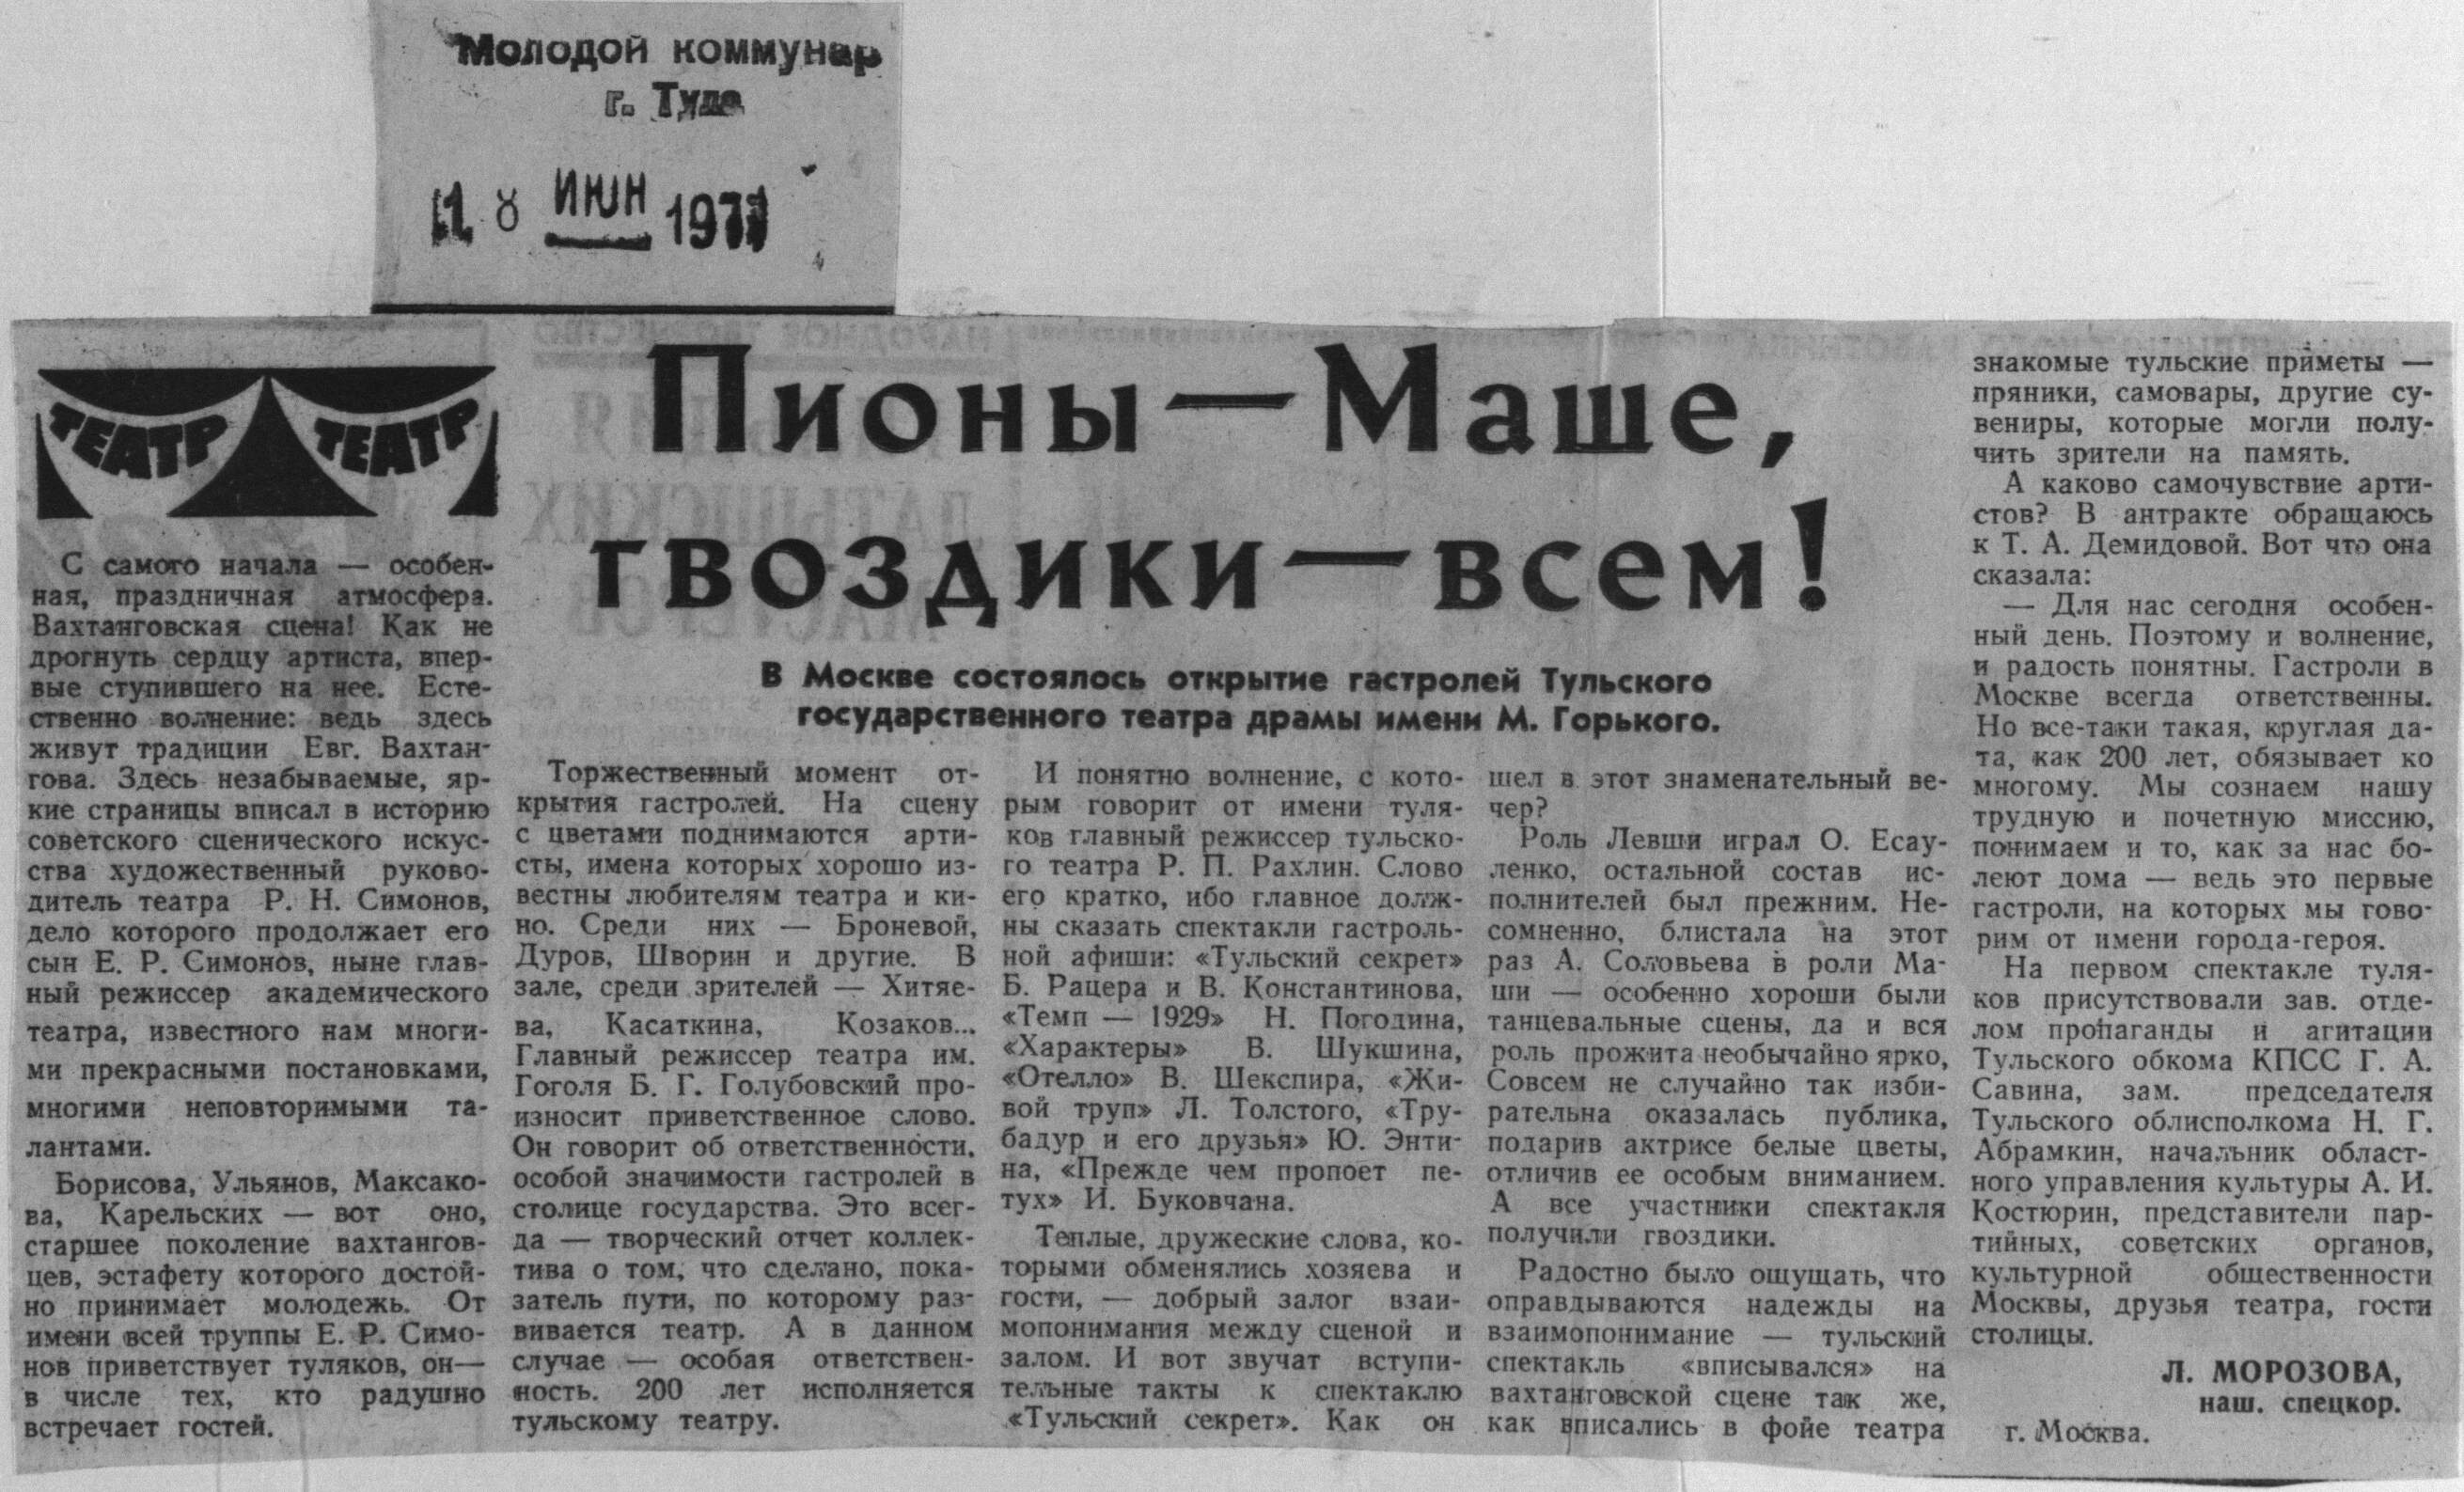 Молодой коммунар
г. Тула
18 ИЮН 1977
ТЕАТР ТЕАТР
Пионы — Маше,
гвоздики — всем!
В Москве состоялось открытие гастролей Тульского
государственного театра драмы имени М. Горького.
С самого начала — особен-
ная, праздничная атмосфера.
Вахтанговская сцена! Как не
дрогнуть сердцу артиста, впер-
вые ступившего на нее. Есте-
ственно волнение: ведь здесь
живут традиции Евг. Вахтан-
гова. Здесь незабываемые, яр-
кие страницы вписал в историю
советского сценического искус-
ства художественный руково-
дитель театра Р. Н. Симонов,
дело которого продолжает его
сын Е. Р. Симонов, ныне глав-
ный режиссер академического
театра, известного нам многи-
ми прекрасными постановками,
многими неповторимыми та-
лантами.
Борисова, Ульянов, Максако-
ва, Карельских — вот оно,
старшее поколение вахтангов-
цев, эстафету которого достой-
но принимает молодежь. От
имени всей труппы Е. Р. Симо-
нов приветствует туляков, он —
в числе тех, кто радушно
встречает гостей.
Торжественный момент от-
крытия гастролей. На сцену
с цветами поднимаются арти-
сты, имена которых хорошо из-
вестны любителям театра и ки-
но. Среди них — Броневой,
Дуров, Шворин и другие. В
зале, среди зрителей — Хитяе-
ва, Касаткина, Козаков...
Главный режиссер театра им.
Гоголя Б. Г. Голубовский про-
износит приветственное слово.
Он говорит об ответственности,
особой значимости гастролей в
столице государства. Это всег-
да — творческий отчет коллек-
тива о том, что сделано, пока-
затель пути, по которому раз-
вивается театр. А в данном
случае — особая ответствен-
ность. 200 лет исполняется
тульскому театру.
И понятно волнение, с кото-
рым говорит от имени туля-
ков главный режиссер тульско-
го театра Р. П. Рахлин. Слово
его кратко, ибо главное долж-
ны сказать спектакли гастроль-
ной афиши: «Тульский секрет»
Б. Рацера и В. Константинова,
«Темп — 1929» Н. Погодина,
«Характеры» В. Шукшина,
«Отелло» В. Шекспира, «Жи-
вой труп» Л. Толстого, «Тру-
бадур и его друзья» Ю. Энти-
на, «Прежде чем пропоет пе-
тух» И. Буковчана.
Теплые, дружеские слова, ко-
торыми обменялись хозяева и
гости, — добрый залог взаи-
мопонимания между сценой и
залом. И вот звучат вступи-
тельные такты к спектаклю
«Тульский секрет». Как он
шел в этот знаменательный ве-
чер?
Роль Левши играл О. Есау-
ленко, остальной состав ис-
полнителей был прежним. Не-
сомненно, блистала на этот
раз А. Соловьева в роли Ма-
ши — особенно хороши были
танцевальные сцены, да и вся
роль прожита необычайно ярко,
Совсем не случайно так изби-
рательна оказалась публика,
подарив актрисе белые цветы,
отличив ее особым вниманием.
А все участники спектакля
получили гвоздики.
Радостно было ощущать, что
оправдываются надежды на
взаимопонимание — тульский
спектакль «вписывался» на
вахтанговской сцене так же,
как вписались в фойе театра
знакомые тульские приметы —
пряники, самовары, другие су-
вениры, которые могли полу-
чить зрители на память.
А каково самочувствие арти-
стов? В антракте обращаюсь
к Т. А. Демидовой. Вот что она
сказала:
— Для нас сегодня особен-
ный день. Поэтому и волнение,
и радость понятны. Гастроли в
Москве всегда ответственны.
Но все-таки такая, круглая да-
та, как 200 лет, обязывает ко
многому. Мы сознаем нашу
трудную и почетную миссию,
понимаем и то, как за нас бо-
леют дома — ведь это первые
гастроли, на которых мы гово-
рим от имени города-героя.
На первом спектакле туля-
ков присутствовали зав. отде-
лом пропаганды и агитации
Тульского обкома КПСС Г. А.
Савина, зам. председателя
Тульского облисполкома Н. Г.
Абрамкин, начальник област-
ного управления культуры А. И.
Костюрин, представители пар-
тийных, советских органов,
культурной общественности
Москвы, друзья театра, гости
столицы.
Л. МОРОЗОВА,
наш. спецкор.
г. Москва.